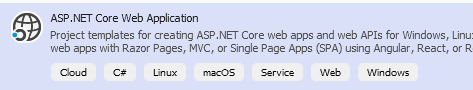 ASP.NET Core Web Application
Project templates for creating ASP.NET Core web apps and web APIs for Windows,
web apps with Razor Pages, MVC, or Single Page Apps (SPA) using Angular, React, or
Cloud C# Linux macOS Service Web Windows